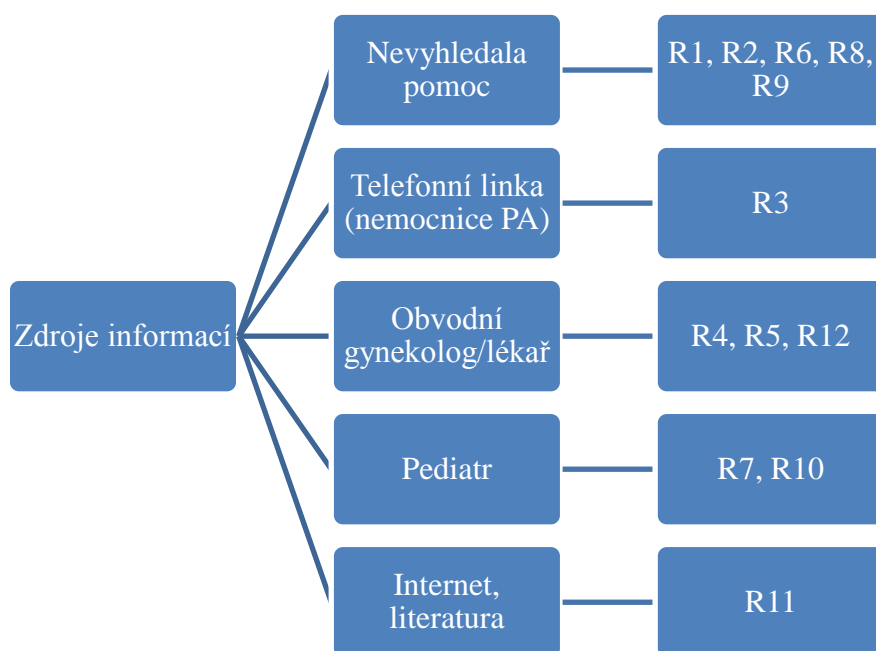 Zdroje informací
Nevyhledala
pomoc
R1, R2, R6, R8,
R9
Telefonní linka
(nemocnice PA)
R3
Obvodní
gynekolog/lékař
R4, R5, R12
Pediatr
R7, R10
Internet,
literatura
R11